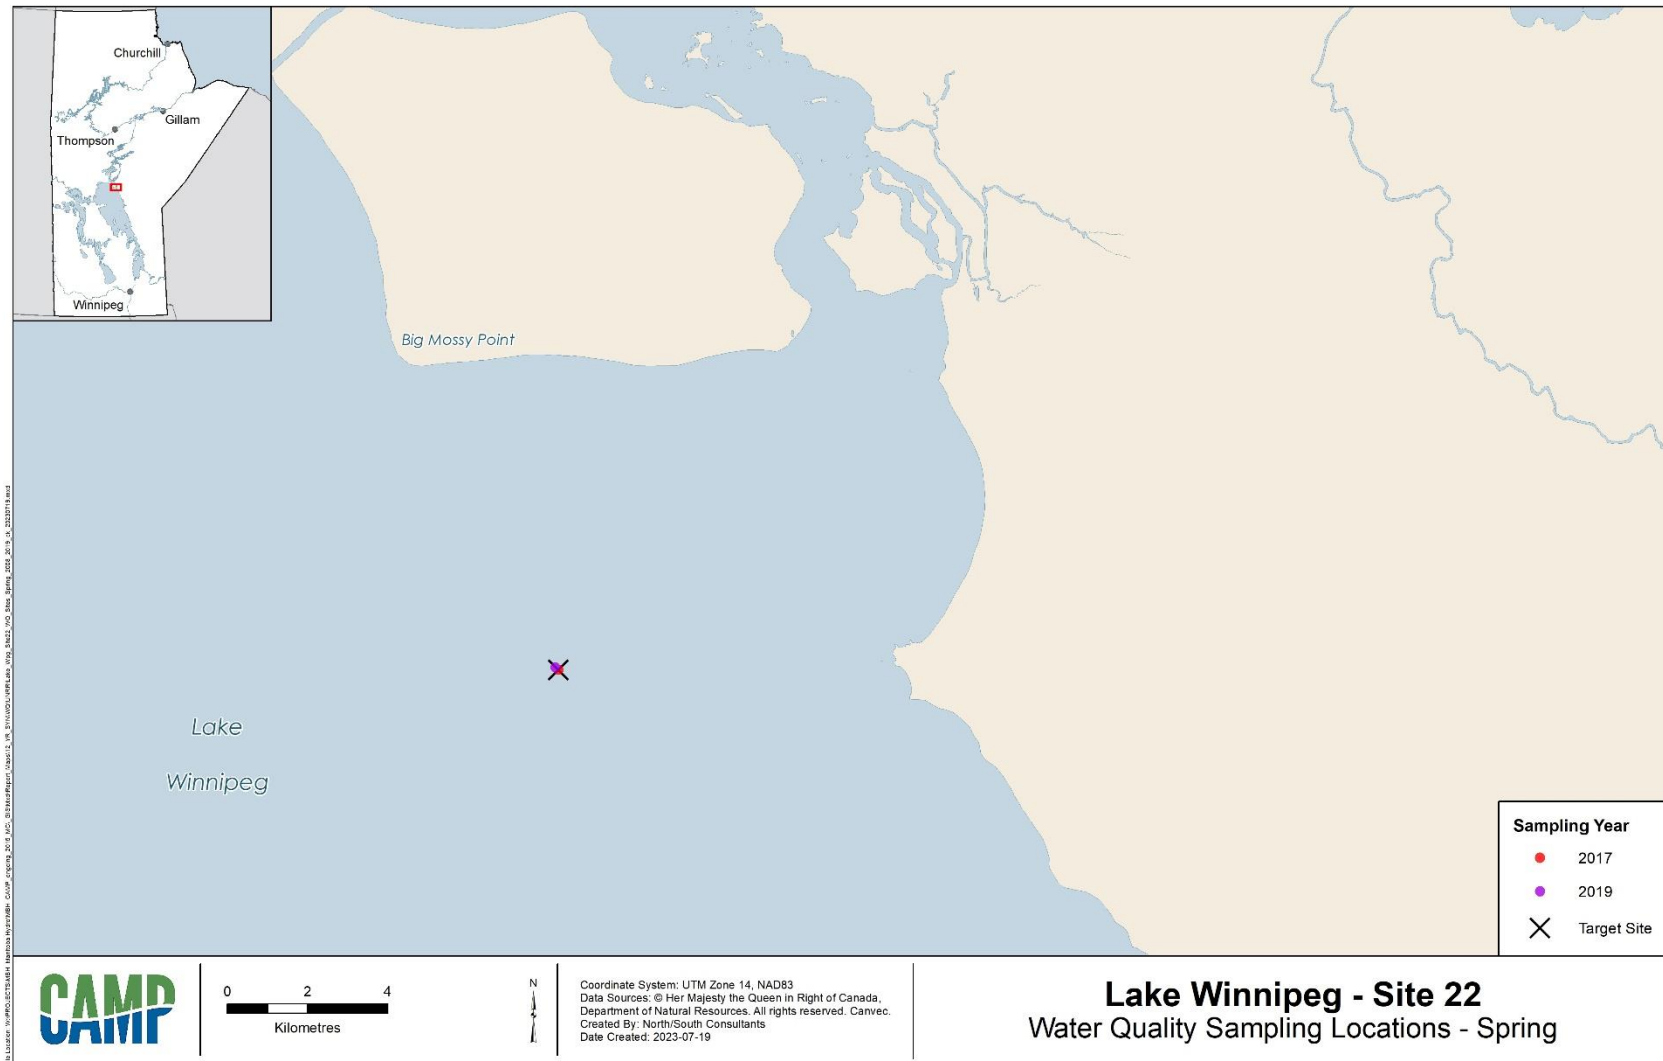 Churchill
Gillam
Thompson
Winnipeg
Big Mossy Point
Lake
Winnipeg
Sampling Year
2017
2019
Target Site
CAMP
0 2 4
Kilometres
N
Coordinate System: UTM Zone 14, NAD83
Data Sources: © Her Majesty the Queen in Right of Canada,
Department of Natural Resources. All rights reserved. Canvec.
Created By: North/South Consultants
Date Created: 2023-07-19
Lake Winnipeg - Site 22
Water Quality Sampling Locations - Spring